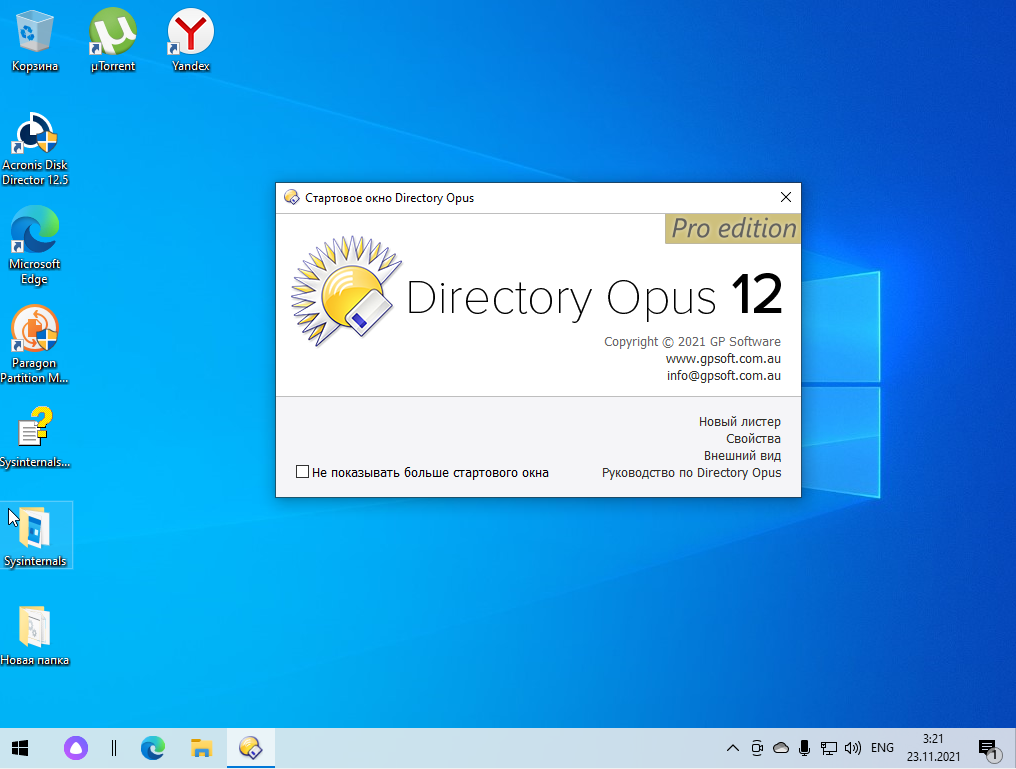 Корзина
µTorrent
Yandex
Acronis Disk
Director 12.5
Microsoft
Edge
Paragon
Partition M...
Sysinternals...
Sysinternals
Новая папка
Стартовое окно Directory Opus
Pro edition
Directory Opus 12
Copyright © 2021 GP Software
www.gpsoft.com.au
info@gpsoft.com.au
Новый листер
Свойства
Внешний вид
Не показывать больше стартового окна
Руководство по Directory Opus
ENG
3:21
23.11.2021
1